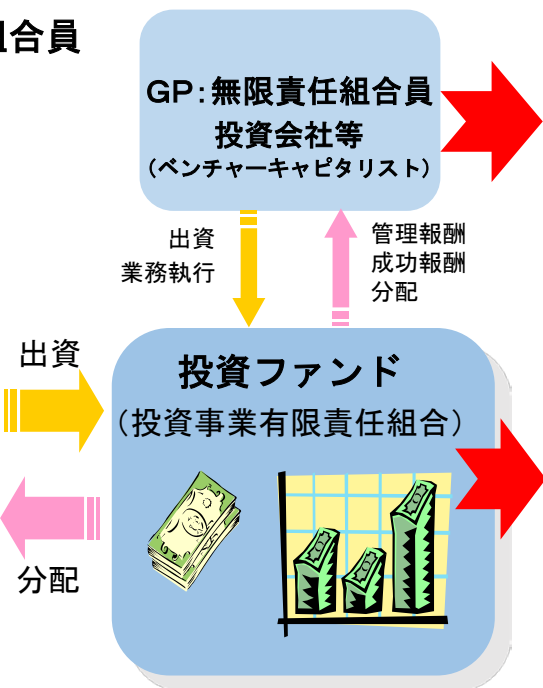 組合員
GP：無限責任組合員
投資会社等
（ベンチャーキャピタリスト）
出資
業務執行
管理報酬
成功報酬
分配
出資
投資ファンド
（投資事業有限責任組合）
分配